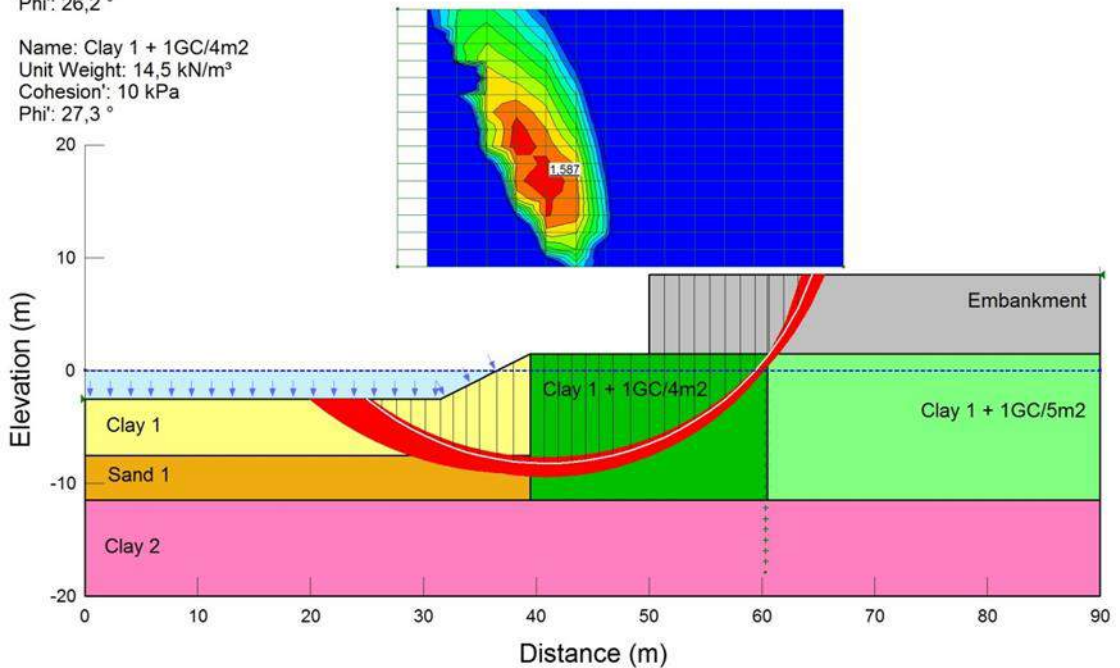 Phi': 26,2 °
Name: Clay 1 + 1GC/4m2
Unit Weight: 14,5 kN/m³
Cohesion': 10 kPa
Phi': 27,3 °
1,587
20
10
0
-10
-20
Elevation (m)
Embankment
Clay 1 + 1GC/4m2
Clay 1 + 1GC/5m2
Clay 1
Sand 1
Clay 2
0 10 20 30 40 50 60 70 80 90
Distance (m)